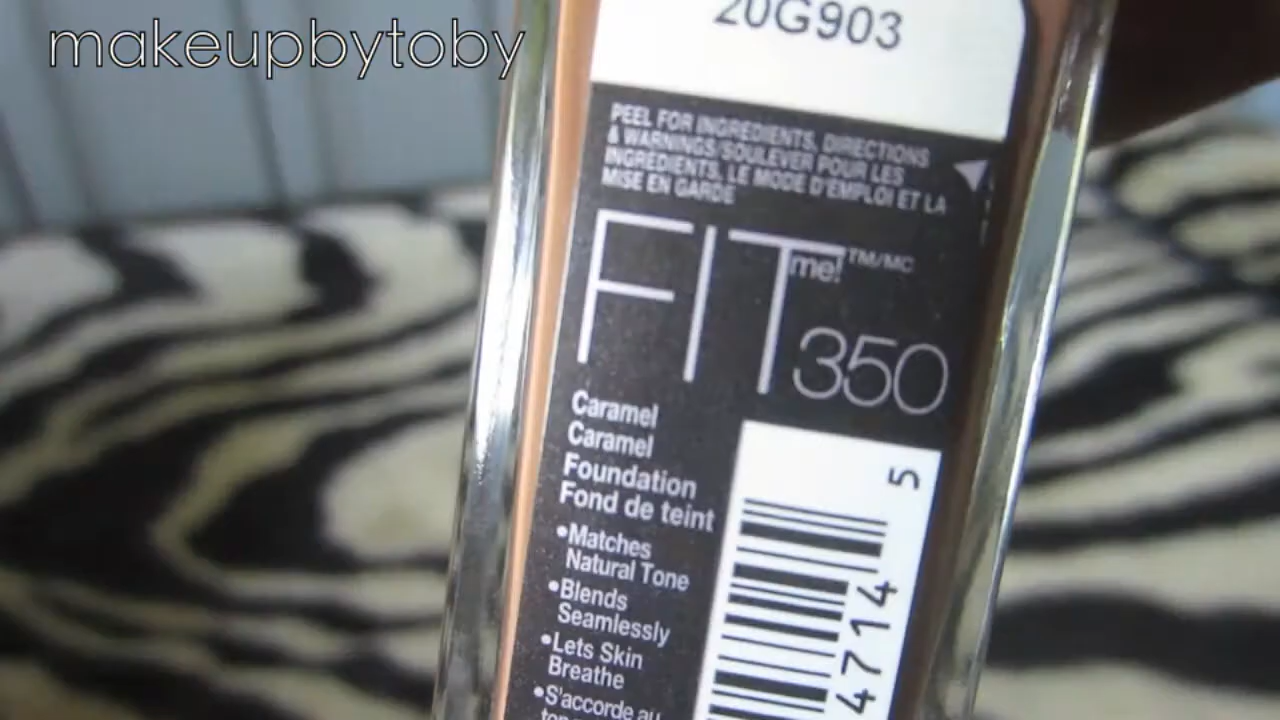 makeupbytoby
20G903
PEEL FOR INGREDIENTS, DIRECTIONS
& WARNINGS/SOULEVER POUR LES
INGREDIENTS, LE MODE D'EMPLOI ET LA
MISE EN GARDE
FIT me! TM/MC
350
Caramel
Caramel
Foundation
Fond de teint
•Matches
Natural Tone
•Blends
Seamlessly
•Lets Skin
Breathe
•S'accorde au
5
4714